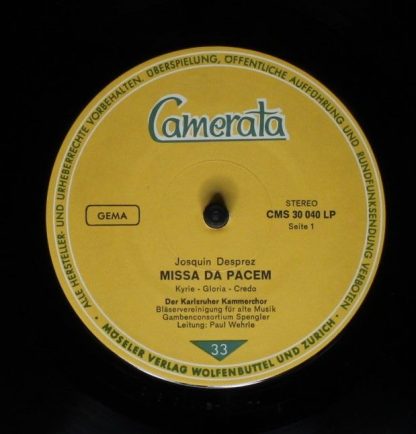 ALLE HERSTELLER- UND URHEBERRECHTE VORBEHALTEN. ÜBERSPIELUNG, ÖFFENTLICHE AUFFÜHRUNG UND RUNDFUNKSENDUNG VERBOTEN.
Camerata
GEMA
STEREO
CMS 30 040 LP
Seite 1
Josquin Desprez
MISSA DA PACEM
Kyrie - Gloria - Credo
Der Karlsruher Kammerchor
Bläservereinigung für alte Musik
Gambenconsortium Spengler
Leitung: Paul Wehrle
33
MÖSELER VERLAG WOLFENBÜTTEL UND ZÜRICH